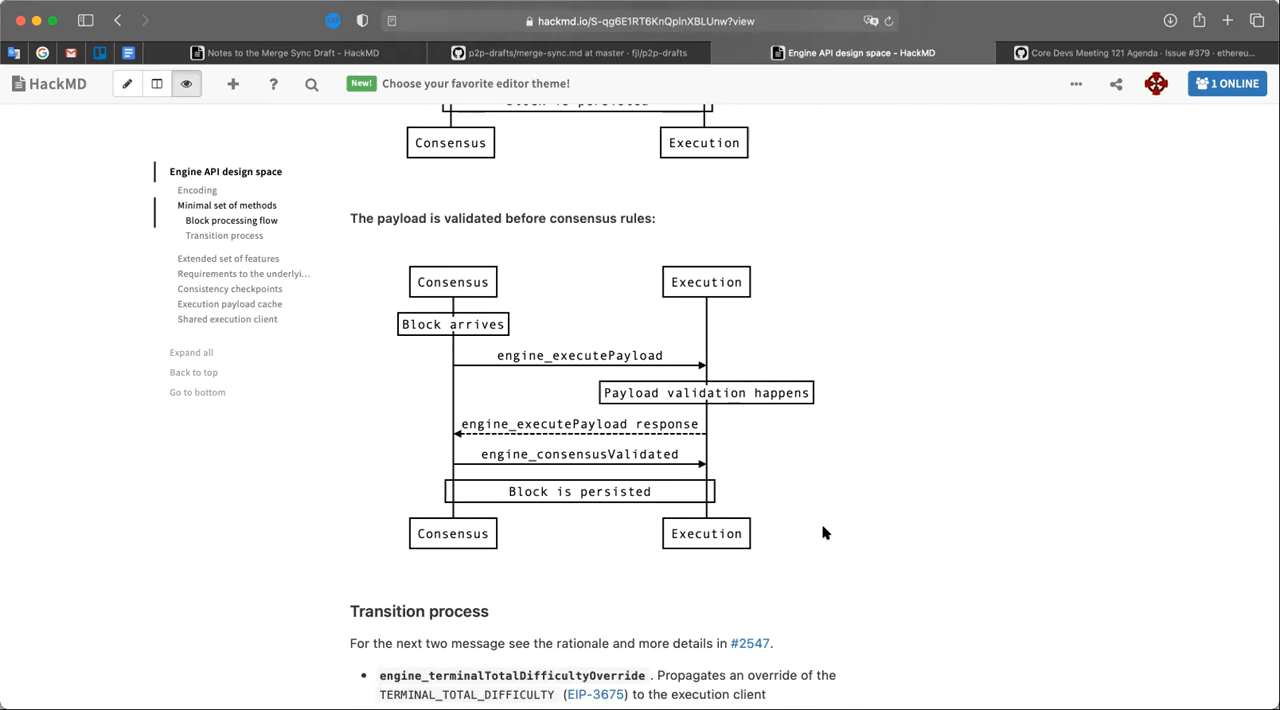 hackmd.io/S-qg6E1RT6KnQplnXBLUnw?view
Notes to the Merge Sync Draft - HackMD
p2p-drafts/merge-sync.md at master · fjl/p2p-drafts
Engine API design space - HackMD
Core Devs Meeting 121 Agenda · Issue #379 · ethereu...
HackMD
New!
Choose your favorite editor theme!
1 ONLINE
Block is persisted
Consensus
Execution
Engine API design space
Encoding
Minimal set of methods
Block processing flow
Transition process
Extended set of features
Requirements to the underlyi...
Consistency checkpoints
Execution payload cache
Shared execution client
Expand all
Back to top
Go to bottom
The payload is validated before consensus rules:
Consensus
Execution
Block arrives
engine_executePayload
Payload validation happens
engine_executePayload response
engine_consensusValidated
Block is persisted
Consensus
Execution
Transition process
For the next two message see the rationale and more details in #2547.
engine_terminalTotalDifficultyOverride . Propagates an override of the
TERMINAL_TOTAL_DIFFICULTY (EIP-3675) to the execution client